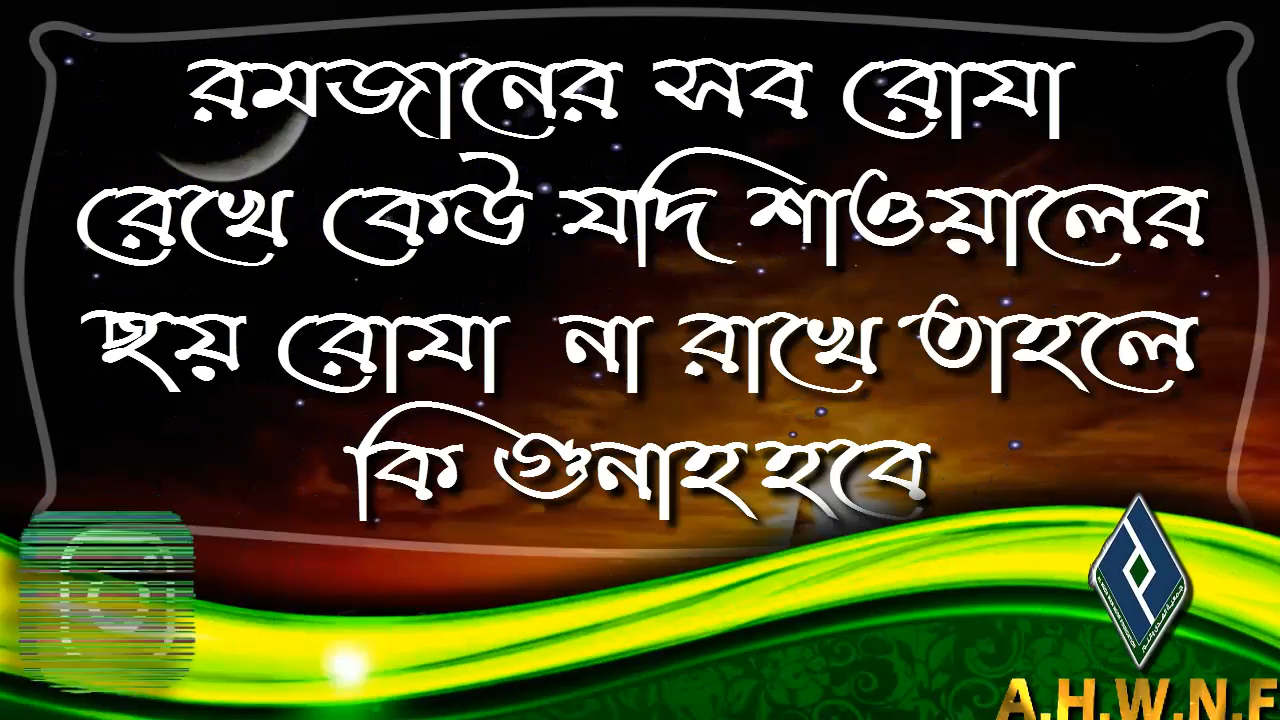 রমজানের সব রোযা
রেখে কেউ যদি শাওয়ালের
ছয় রোযা না রাখে তাহলে
কি গুনাহ হবে
A.H.W.N.F